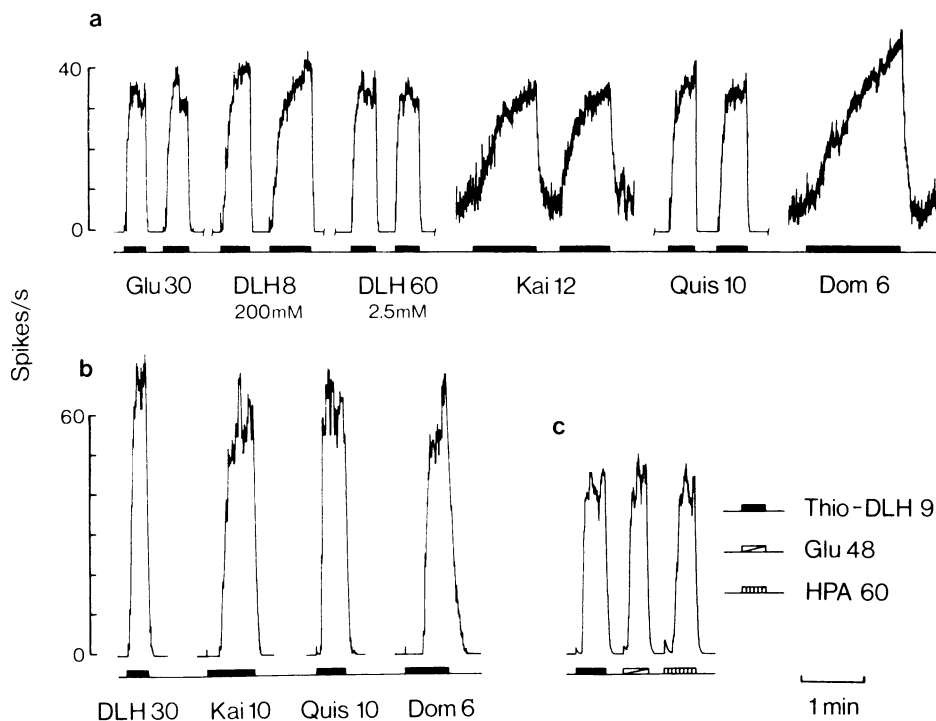 a
40
0
Glu 30 DLH 8 DLH 60 Kai 12 Quis 10 Dom 6
200mM 2.5mM
Spikes/s
b
60
0
DLH 30 Kai 10 Quis 10 Dom 6
c
Thio-DLH 9
Glu 48
HPA 60
1 min